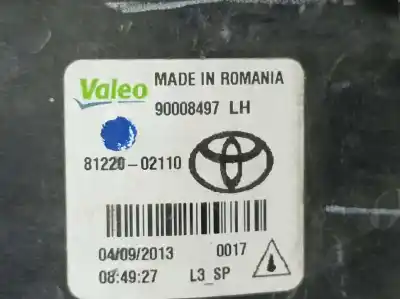 Valeo MADE IN ROMANIA
90008497 LH
81220-02110
04/09/2013 0017
08:49:27 L3_SP